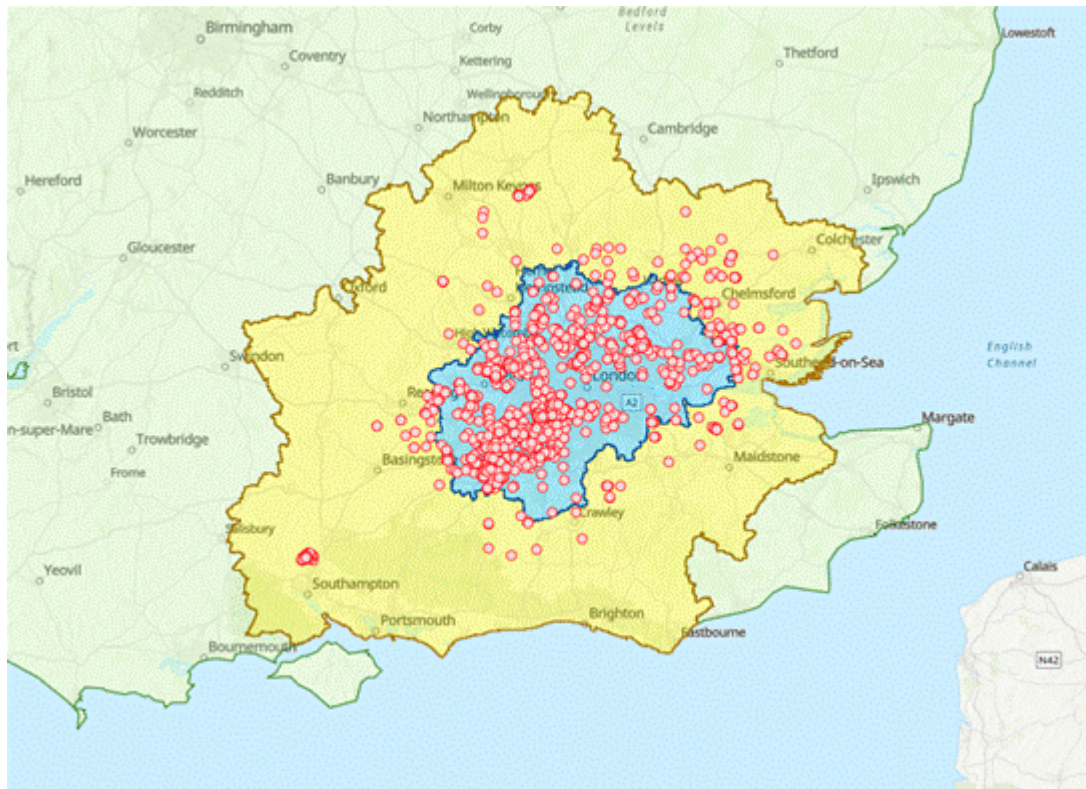 Bedford
Levels
Lowestoft
Birmingham
Corby
Coventry
Kettering
Thetford
Redditch
Wellingborough
Northampton
Worcester
Cambridge
Hereford
Banbury
Milton Keynes
Ipswich
Gloucester
Colchester
Oxford
Chelmsford
English
Channel
Swindon
Southend-on-Sea
London
Bristol
A2
Bath
n-super-Mare
Trowbridge
Margate
Frome
Basingst
Maidstone
Salisbury
Crawley
Folkestone
Yeovil
Southampton
Calais
Portsmouth
Brighton
Eastbourne
Bournemouth
N42